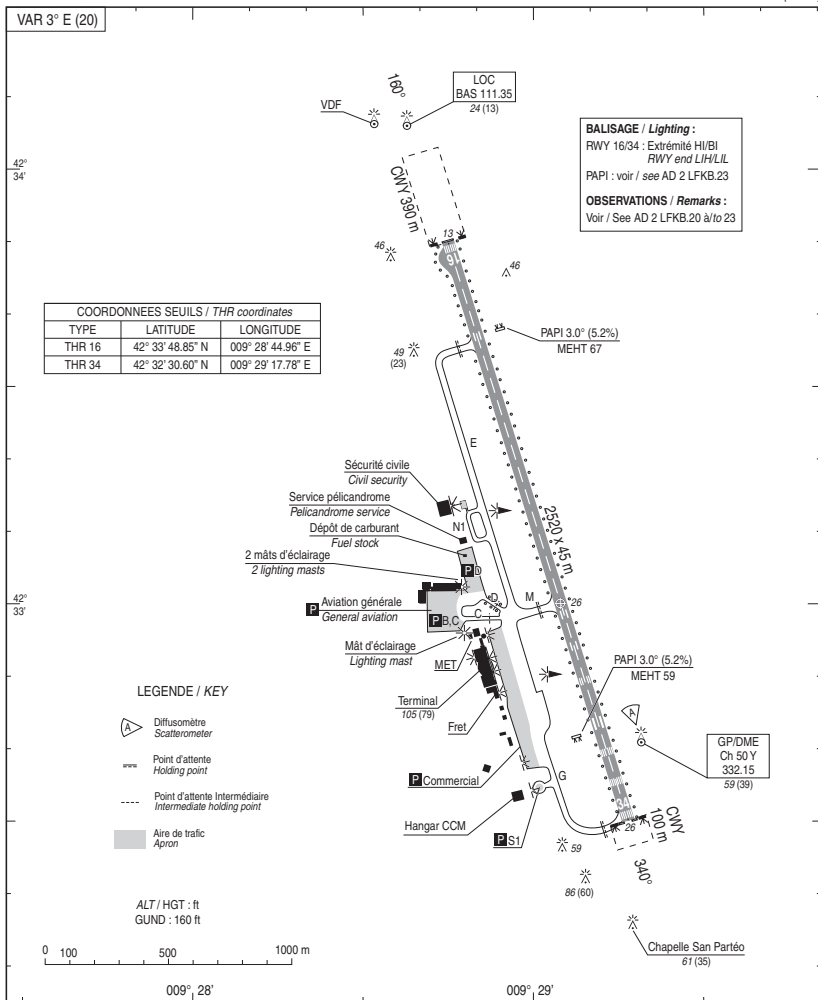 VAR 3° E (20)
160°
LOC
BAS 111.35
24 (13)
VDF
BALISAGE / Lighting :
RWY 16/34 : Extrémité HI/BI
RWY end LIH/LIL
PAPI : voir / see AD 2 LFKB.23
OBSERVATIONS / Remarks :
Voir / See AD 2 LFKB.20 à/to 23
42°
34'
CWY 390 m
13
16
46
46
COORDONNEES SEUILS / THR coordinates
TYPE LATITUDE LONGITUDE
THR 16 42° 33' 48.85" N 009° 28' 44.96" E
THR 34 42° 32' 30.60" N 009° 29' 17.78" E
PAPI 3.0° (5.2%)
MEHT 67
49
(23)
E
Sécurité civile
Civil security
Service pélicandrome
Pelicandrome service
N1
2520 x 45 m
Dépôt de carburant
Fuel stock
2 mâts d'éclairage
2 lighting masts
P D
D
M
26
42°
33'
P Aviation générale
General aviation
P B,C
C
Mât d'éclairage
Lighting mast
MET
PAPI 3.0° (5.2%)
MEHT 59
LEGENDE / KEY
Terminal
105 (79)
A
Diffusomètre
Scatterometer
A
Fret
GP/DME
Ch 50 Y
332.15
59 (39)
Point d'attente
Holding point
P Commercial
G
Point d'attente Intermédiaire
Intermediate holding point
34
CWY
100 m
Hangar CCM
26
Aire de trafic
Apron
P S1
59
340°
86 (60)
ALT / HGT : ft
GUND : 160 ft
Chapelle San Partéo
61 (35)
0 100 500 1000 m
009° 28' 009° 29'